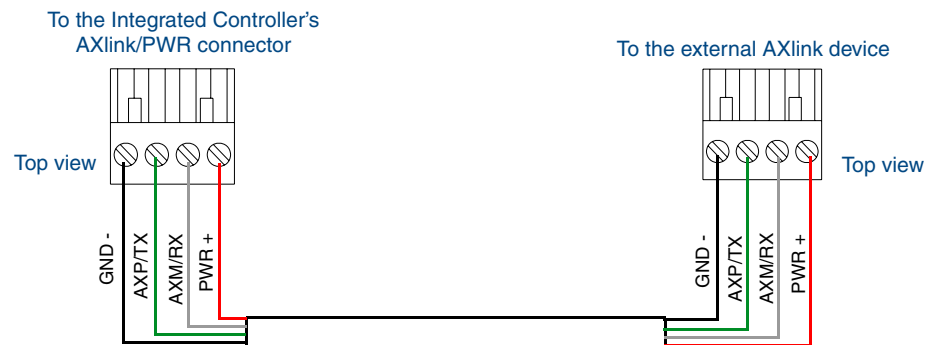 To the Integrated Controller’s
AXlink/PWR connector
To the external AXlink device
Top view
Top view
GND -
AXP/TX
AXM/RX
PWR +
GND -
AXP/TX
AXM/RX
PWR +